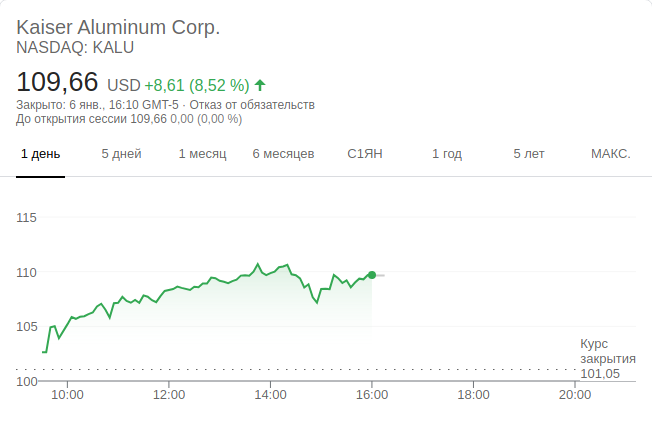 Kaiser Aluminum Corp.
NASDAQ: KALU
109,66 USD +8,61 (8,52 %)
Закрыто: 6 янв., 16:10 GMT-5 · Отказ от обязательств
До открытия сессии 109,66 0,00 (0,00 %)
1 день 5 дней 1 месяц 6 месяцев С1ЯН 1 год 5 лет МАКС.
115
110
105
Курс
закрытия
101,05
100
10:00 12:00 14:00 16:00 18:00 20:00